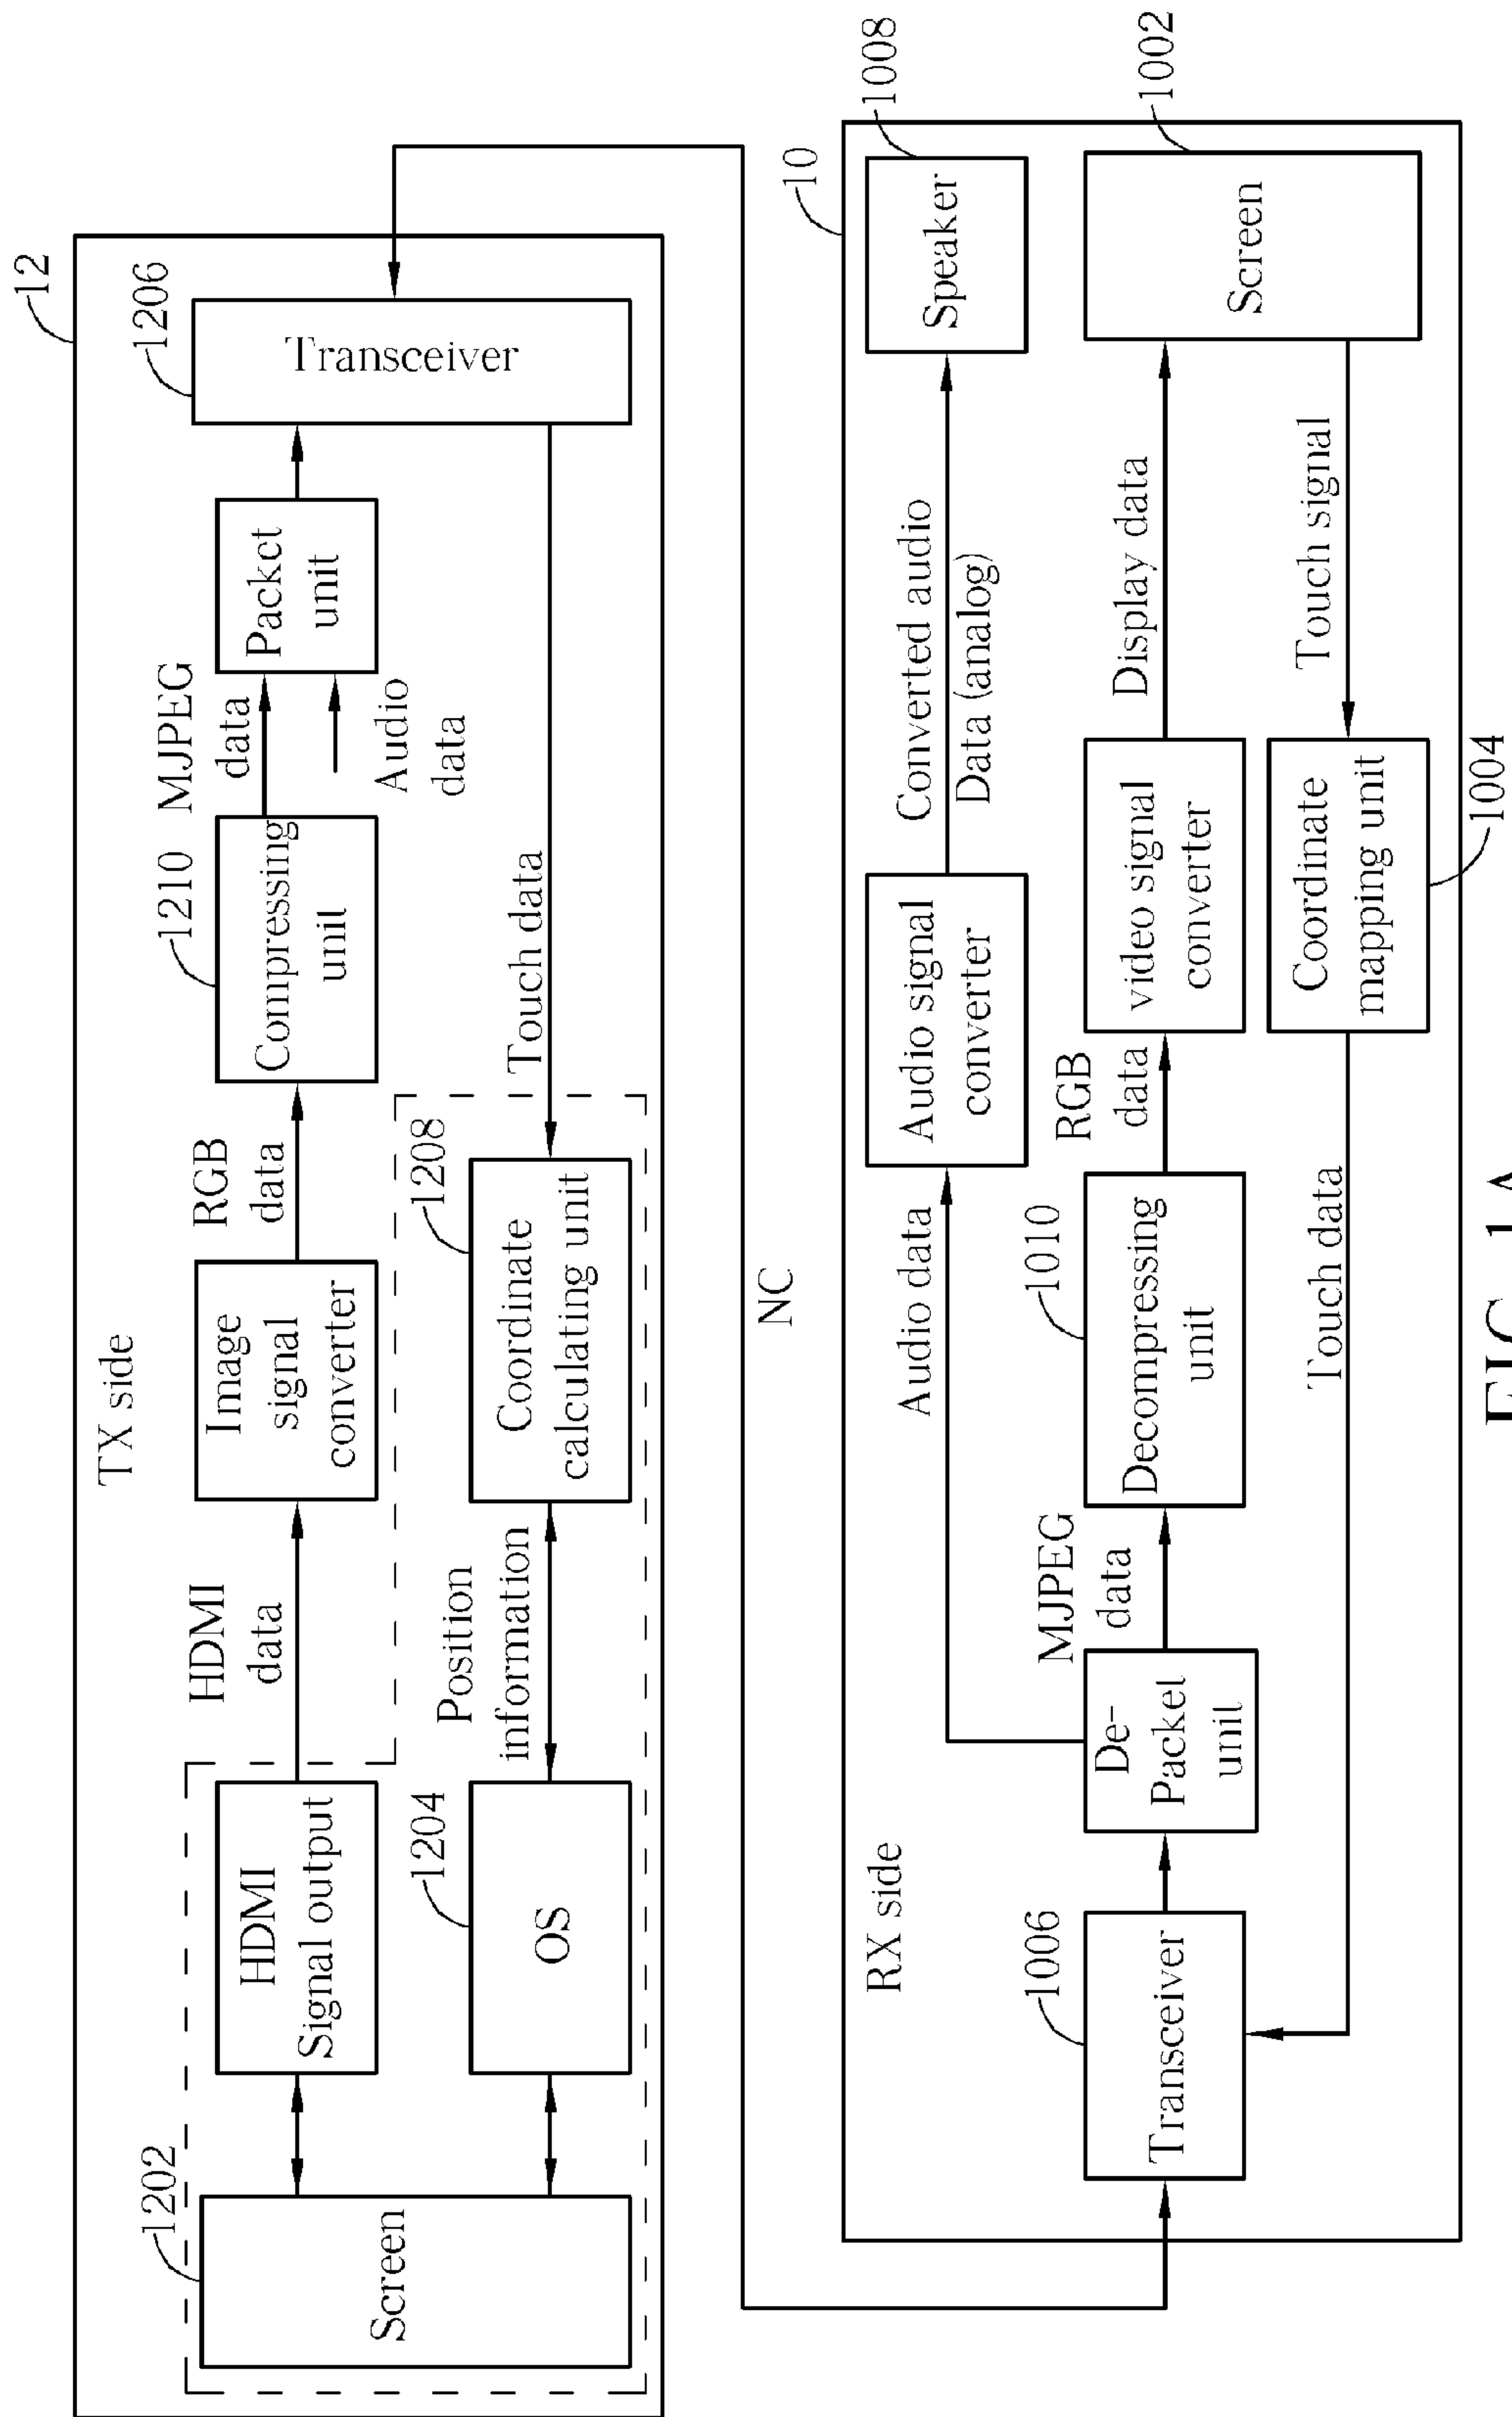 12
TX side
1202
Screen
HDMI
Signal output
HDMI
data
Image
signal
converter
RGB
data
1210
Compressing
unit
MJPEG
data
Audio
data
Packet
unit
1206
Transceiver
1204
OS
Position
information
1208
Coordinate
calculating unit
Touch data
NC
10
RX side
1006
Transceiver
De-
Packet
unit
Audio data
Audio signal
converter
Converted audio
Data (analog)
Speaker
1008
MJPEG
data
1010
Decompressing
unit
RGB
data
video signal
converter
Display data
Screen
1002
Touch signal
Coordinate
mapping unit
1004
Touch data
FIG. 1A